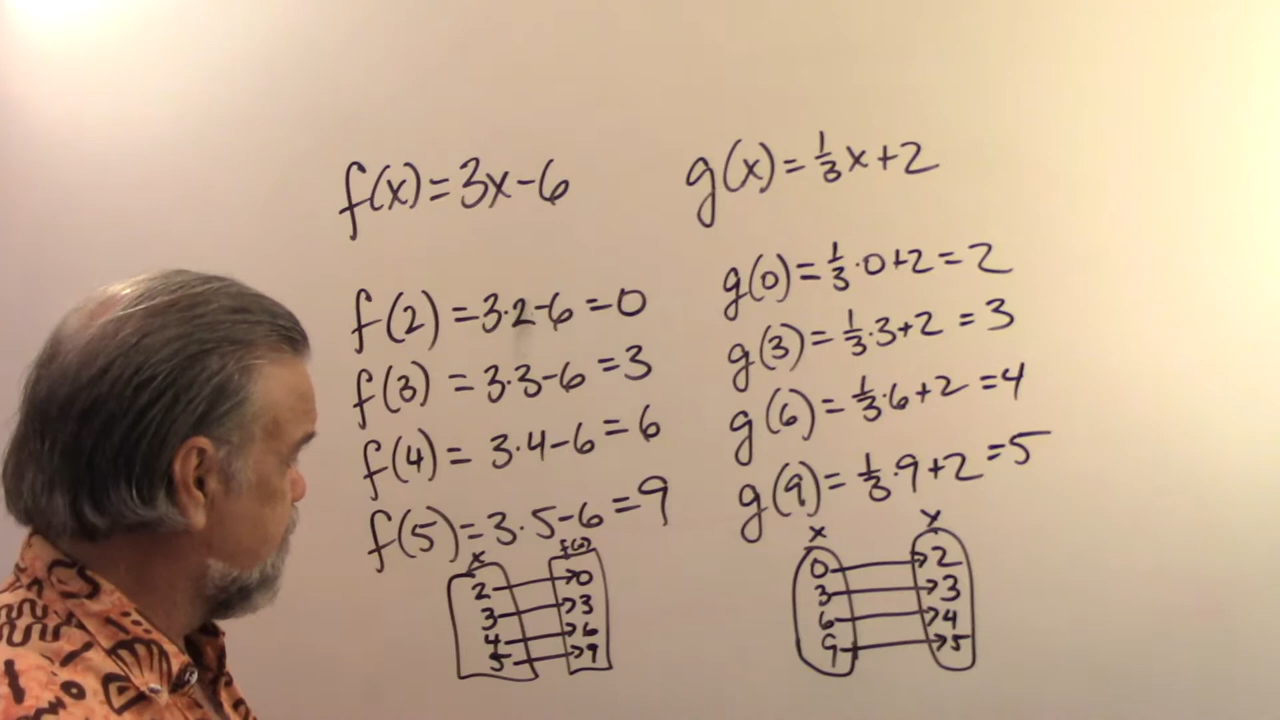 f(x)=3x-6
f(2)=3·2-6=0
f(3)=3·3-6=3
f(4)=3·4-6=6
f(5)=3·5-6=9
x f(x)
2 → 0
3 → 3
4 → 6
5 → 9
g(x)=1/3x+2
g(0)=1/3·0+2=2
g(3)=1/3·3+2=3
g(6)=1/3·6+2=4
g(9)=1/3·9+2=5
x y
0 → 2
3 → 3
6 → 4
9 → 5